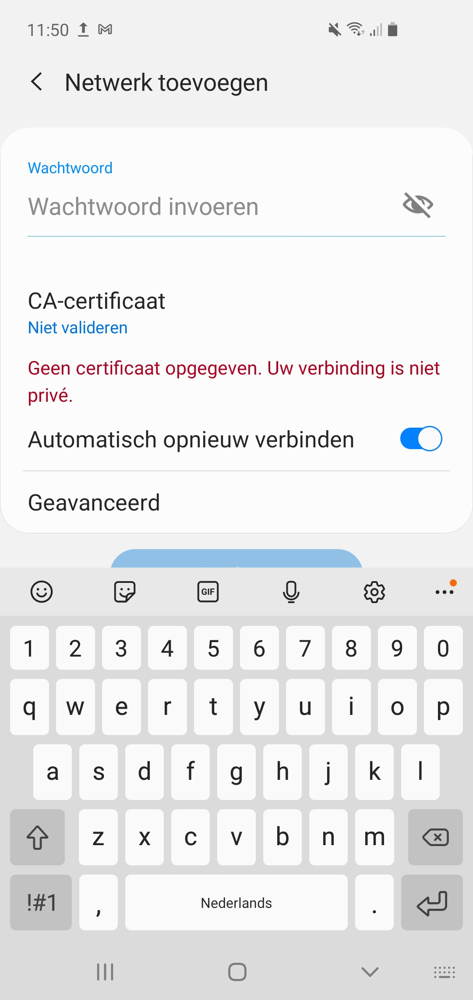 11:50
Netwerk toevoegen
Wachtwoord
Wachtwoord invoeren
CA-certificaat
Niet valideren
Geen certificaat opgegeven. Uw verbinding is niet
privé.
Automatisch opnieuw verbinden
Geavanceerd
GIF
1 2 3 4 5 6 7 8 9 0
q w e r t y u i o p
a s d f g h j k l
z x c v b n m
!#1 , Nederlands .